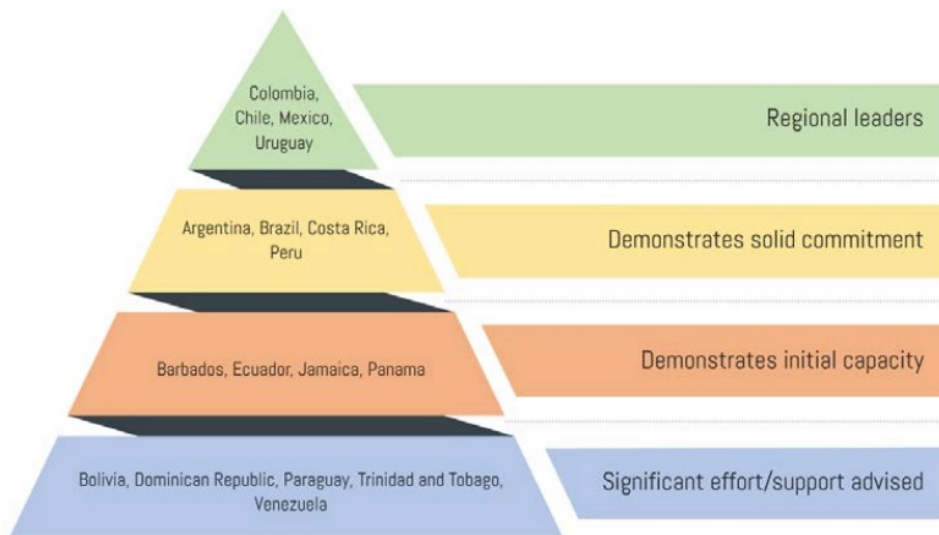 Colombia,
Chile, Mexico,
Uruguay
Regional leaders
Argentina, Brazil, Costa Rica,
Peru
Demonstrates solid commitment
Barbados, Ecuador, Jamaica, Panama
Demonstrates initial capacity
Bolivia, Dominican Republic, Paraguay, Trinidad and Tobago,
Venezuela
Significant effort/support advised